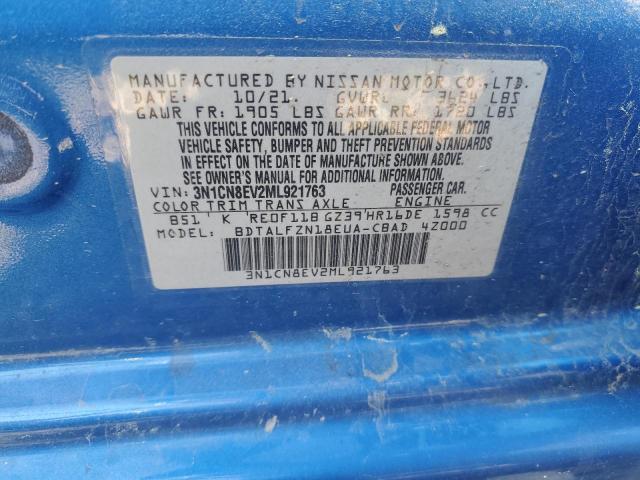 MANUFACTURED BY NISSAN MOTOR CO.,LTD.
DATE: 10/21 GVWR: 3624 LBS
GAWR FR: 1905 LBS GAWR RR: 1720 LBS
THIS VEHICLE CONFORMS TO ALL APPLICABLE FEDERAL MOTOR
VEHICLE SAFETY, BUMPER AND THEFT PREVENTION STANDARDS
IN EFFECT ON THE DATE OF MANUFACTURE SHOWN ABOVE.
SEE OWNER'S MANUAL FOR ADDITIONAL INFORMATION.
VIN: 3N1CN8EV2ML921763 PASSENGER CAR.
COLOR TRIM TRANS AXLE ENGINE
B51 K RE0F11B GZ39 HR16DE 1598 CC
MODEL: BDTALFZN18EUA-CBAD 4Z000
3N1CN8EV2ML921763